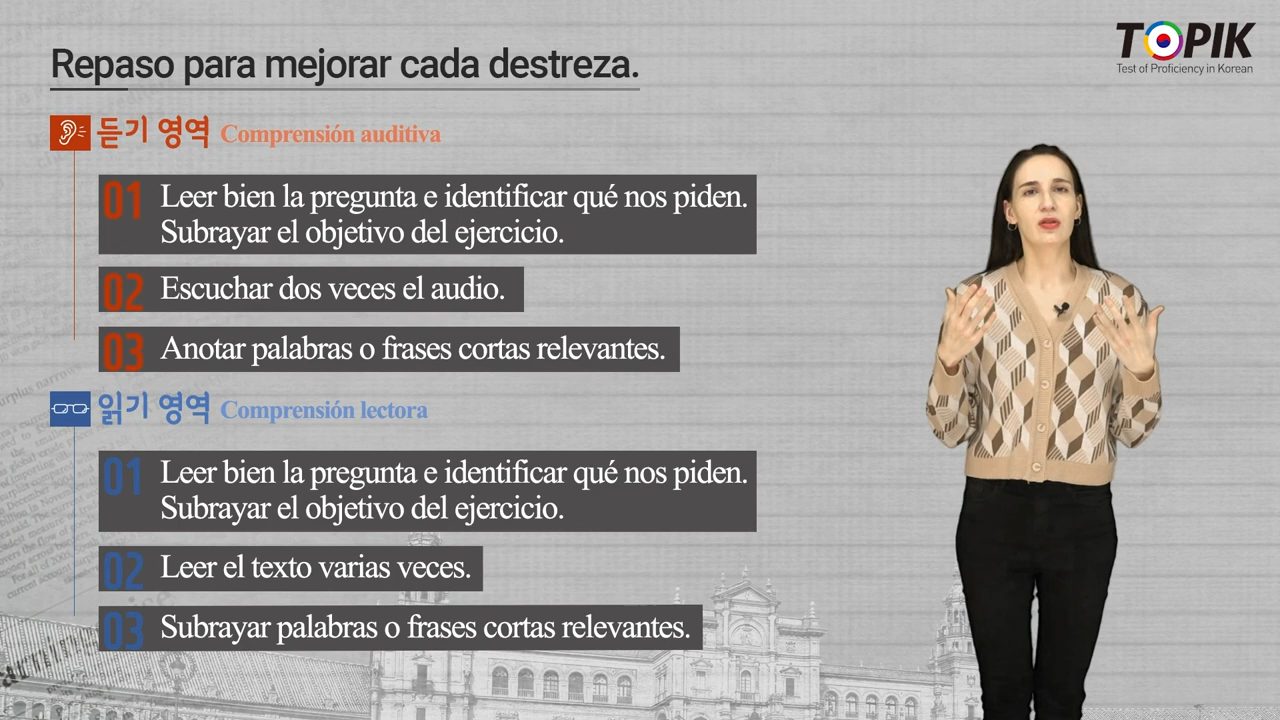 TOPIK
Test of Proficiency in Korean
Repaso para mejorar cada destreza.
듣기 영역 Comprensión auditiva
01 Leer bien la pregunta e identificar qué nos piden.
Subrayar el objetivo del ejercicio.
02 Escuchar dos veces el audio.
03 Anotar palabras o frases cortas relevantes.
읽기 영역 Comprensión lectora
01 Leer bien la pregunta e identificar qué nos piden.
Subrayar el objetivo del ejercicio.
02 Leer el texto varias veces.
03 Subrayar palabras o frases cortas relevantes.